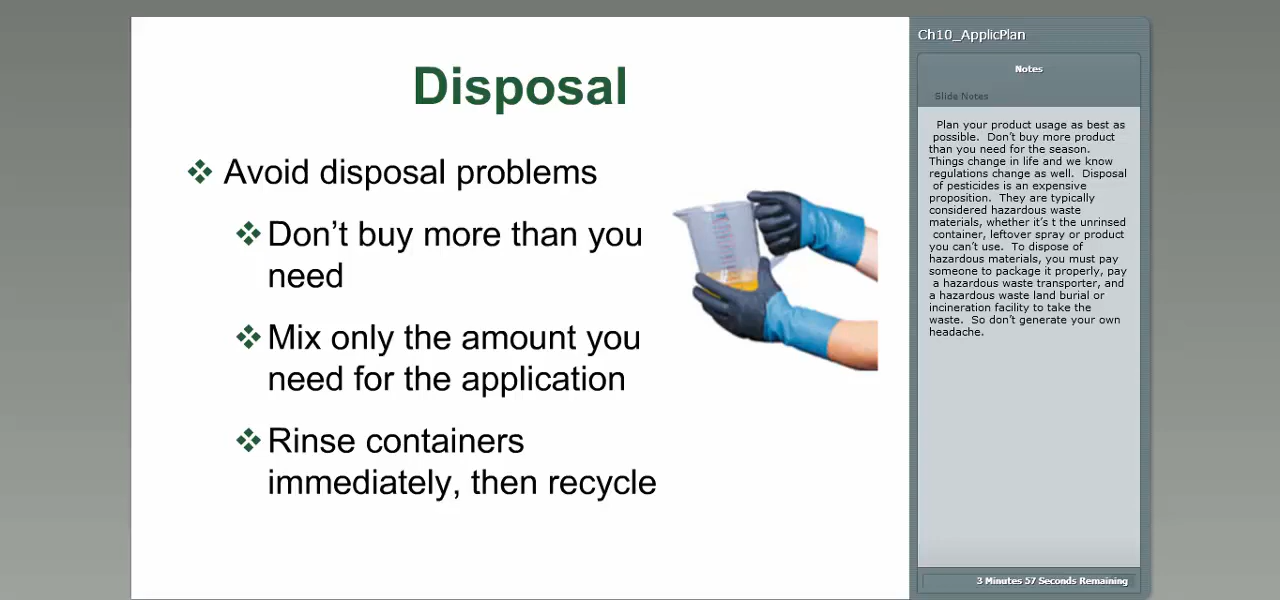 Disposal
Avoid disposal problems
Don't buy more than you
need
Mix only the amount you
need for the application
Rinse containers
immediately, then recycle
Ch10_ApplicPlan
Notes
Slide Notes
Plan your product usage as best as
possible.  Don't buy more product
than you need for the season.
Things change in life and we know
regulations change as well.  Disposal
of pesticides is an expensive
proposition.  They are typically
considered hazardous waste
materials, whether it's t the unrinsed
container, leftover spray or product
you can't use.  To dispose of
hazardous materials, you must pay
someone to package it properly, pay
a hazardous waste transporter, and
a hazardous waste land burial or
incineration facility to take the
waste.  So don't generate your own
headache.
3 Minutes 57 Seconds Remaining